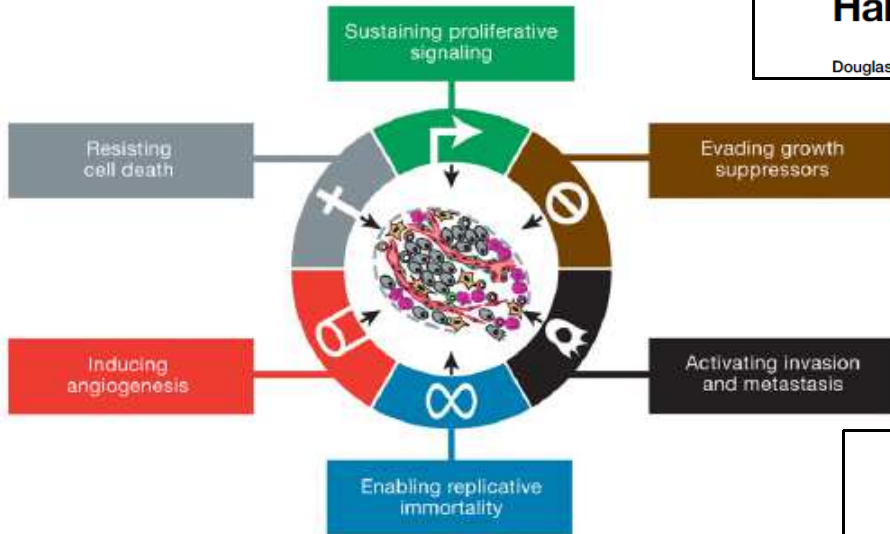 Sustaining proliferative
signaling
Douglas
Resisting
cell death
Evading growth
suppressors
Inducing
angiogenesis
Activating invasion
and metastasis
Enabling replicative
immortality